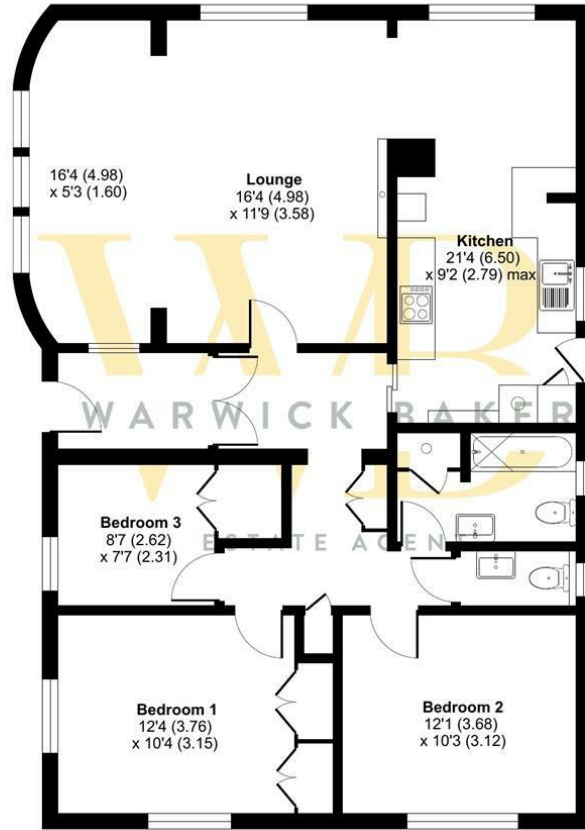 16'4 (4.98)
x 5'3 (1.60)
Lounge
16'4 (4.98)
x 11'9 (3.58)
Kitchen
21'4 (6.50)
x 9'2 (2.79) max
WB
WARWICK BAKER
ESTATE AGENT
Bedroom 3
8'7 (2.62)
x 7'7 (2.31)
Bedroom 1
12'4 (3.76)
x 10'4 (3.15)
Bedroom 2
12'1 (3.68)
x 10'3 (3.12)